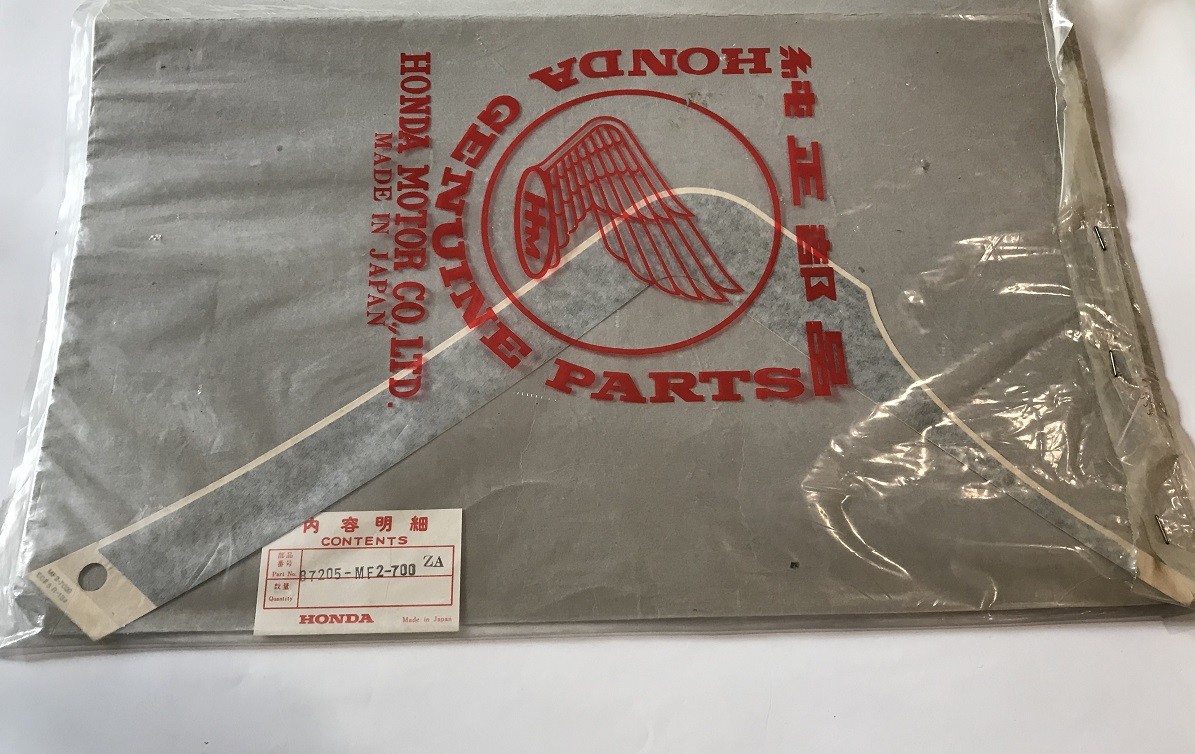 HONDA GENUINE PARTS
純正部品
HM
HONDA MOTOR CO., LTD.
MADE IN JAPAN
内容明細
CONTENTS
部品番号
Part No.
87205-MF2-700 ZA
数量
Quantity
HONDA
Made in Japan